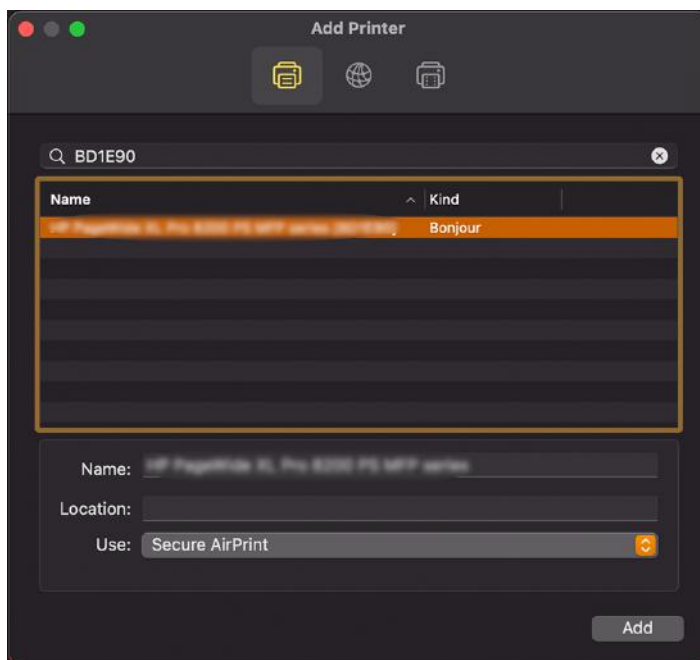 Add Printer
BD1E90
Name Kind
Bonjour
Name:
Location:
Use: Secure AirPrint
Add